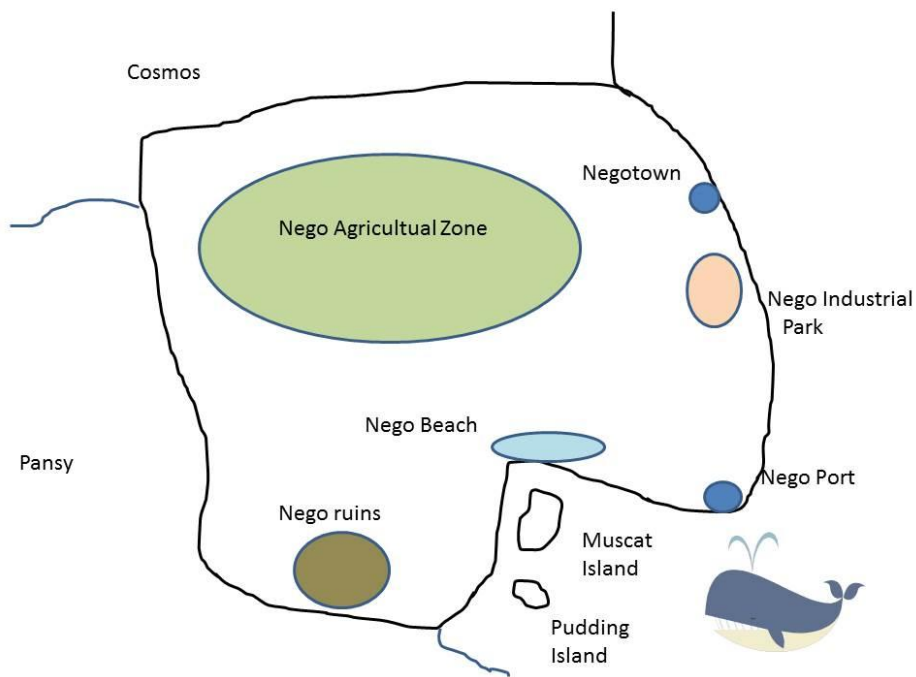 Cosmos
Negotown
Nego Agricultual Zone
Nego Industrial
Park
Nego Beach
Pansy
Nego Port
Nego ruins
Muscat
Island
Pudding
Island